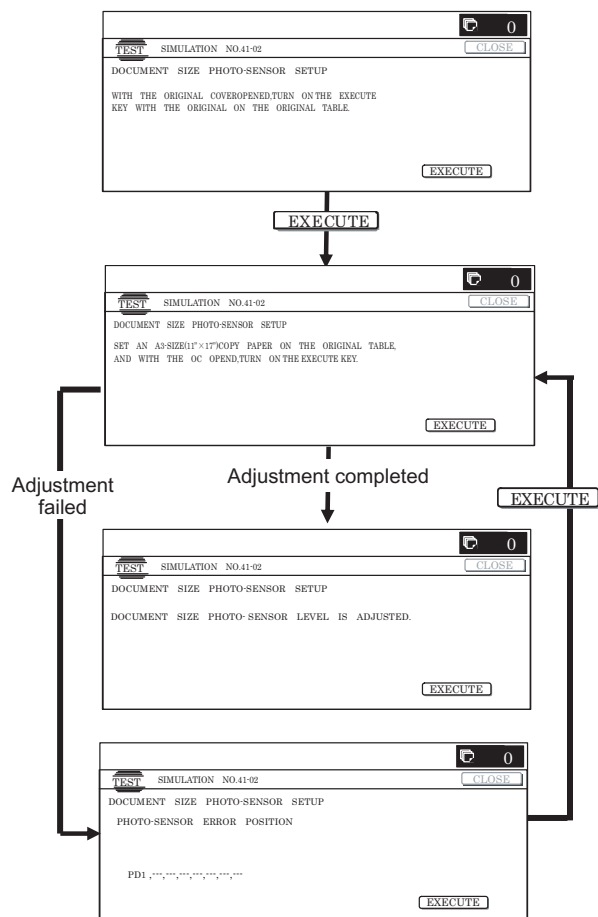 0
TEST SIMULATION NO.41-02 CLOSE
DOCUMENT SIZE PHOTO-SENSOR SETUP
WITH THE ORIGINAL COVEROPENED,TURN ON THE EXECUTE
KEY WITH THE ORIGINAL ON THE ORIGINAL TABLE.
EXECUTE
EXECUTE
0
TEST SIMULATION NO.41-02 CLOSE
DOCUMENT SIZE PHOTO-SENSOR SETUP
SET AN A3-SIZE(11"×17")COPY PAPER ON THE ORIGINAL TABLE,
AND WITH THE OC OPEND,TURN ON THE EXECUTE KEY.
EXECUTE
Adjustment
failed
Adjustment completed
EXECUTE
0
TEST SIMULATION NO.41-02 CLOSE
DOCUMENT SIZE PHOTO-SENSOR SETUP
DOCUMENT SIZE PHOTO- SENSOR LEVEL IS ADJUSTED.
EXECUTE
0
TEST SIMULATION NO.41-02 CLOSE
DOCUMENT SIZE PHOTO-SENSOR SETUP
PHOTO-SENSOR ERROR POSITION
PD1 ,---,---,---,---,---,---
EXECUTE